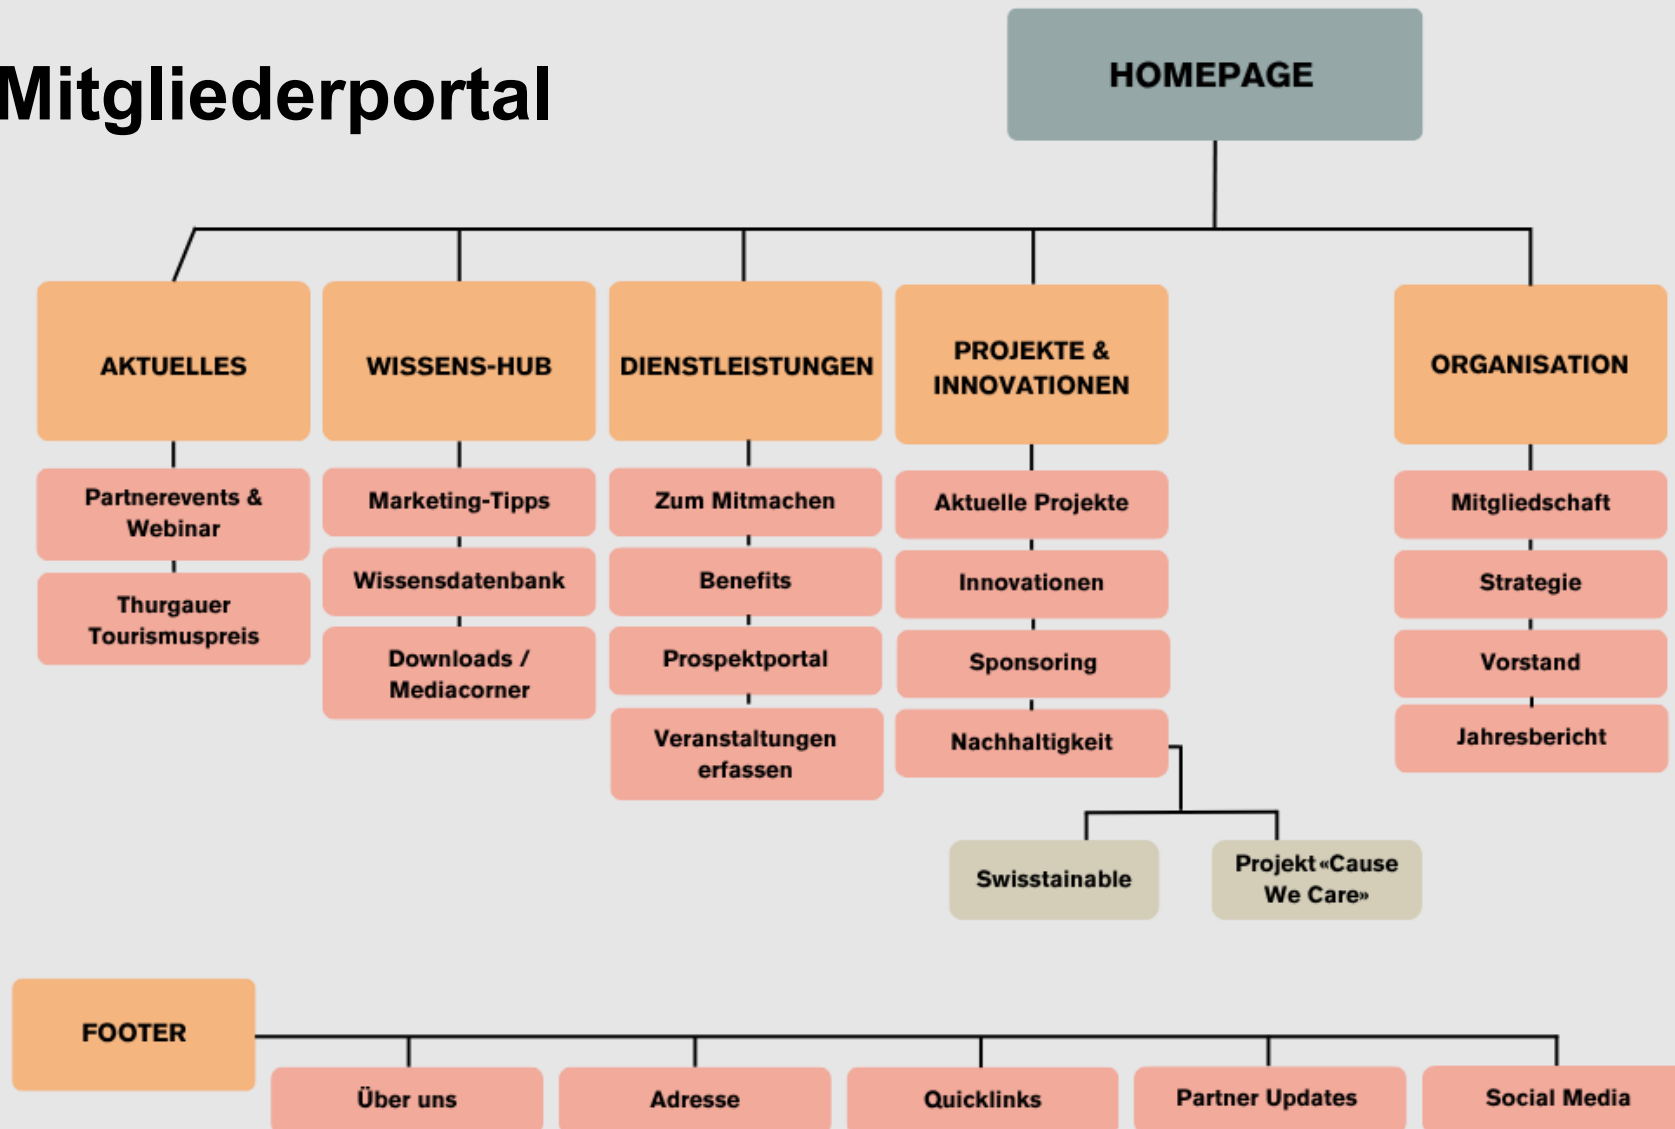 Mitgliederportal
HOMEPAGE
AKTUELLES
WISSENS-HUB
DIENSTLEISTUNGEN
PROJEKTE &
INNOVATIONEN
ORGANISATION
Partnerevents &
Webinar
Thurgauer
Tourismuspreis
Marketing-Tipps
Wissensdatenbank
Downloads /
Mediacorner
Zum Mitmachen
Benefits
Prospektportal
Veranstaltungen
erfassen
Aktuelle Projekte
Innovationen
Sponsoring
Nachhaltigkeit
Swisstainable
Projekt «Cause
We Care»
Mitgliedschaft
Strategie
Vorstand
Jahresbericht
FOOTER
Über uns
Adresse
Quicklinks
Partner Updates
Social Media